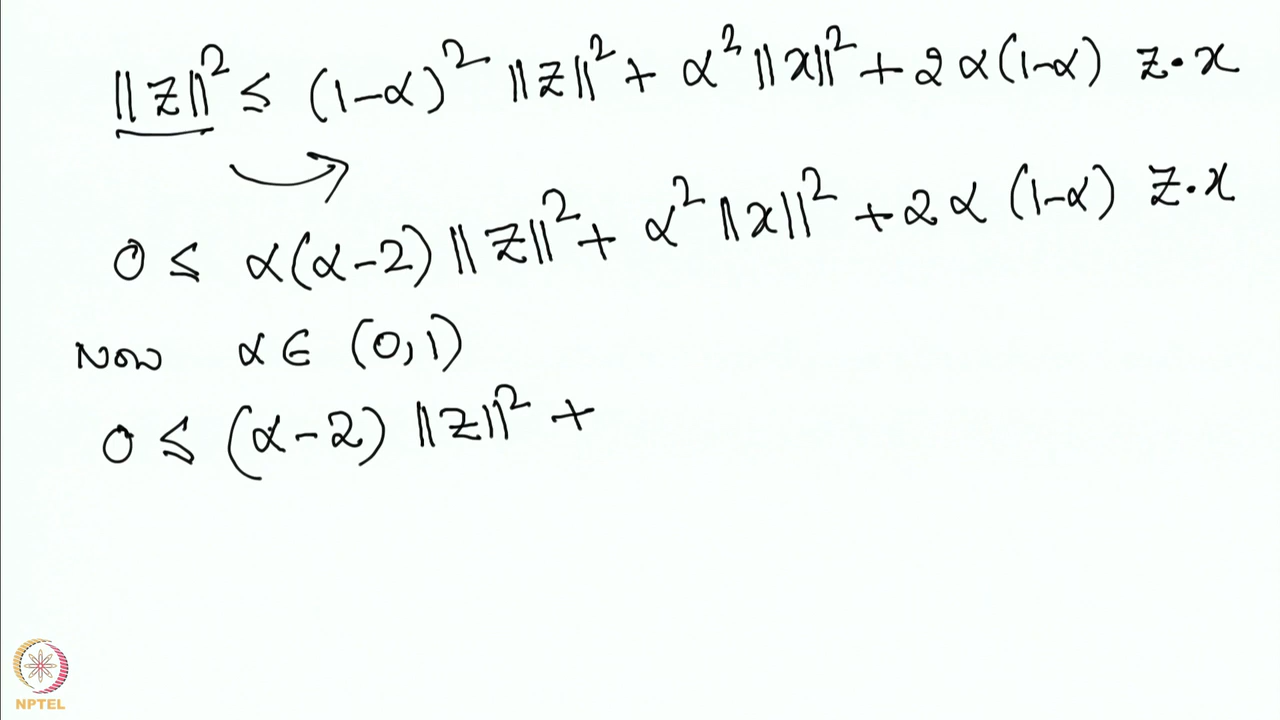 ‖z‖² ≤ (1-α)² ‖z‖² + α² ‖x‖² + 2α(1-α) z·x
0 ≤ α(α-2) ‖z‖² + α² ‖x‖² + 2α (1-α) z·x
Now α ∈ (0,1)
0 ≤ (α-2) ‖z‖² +
NPTEL